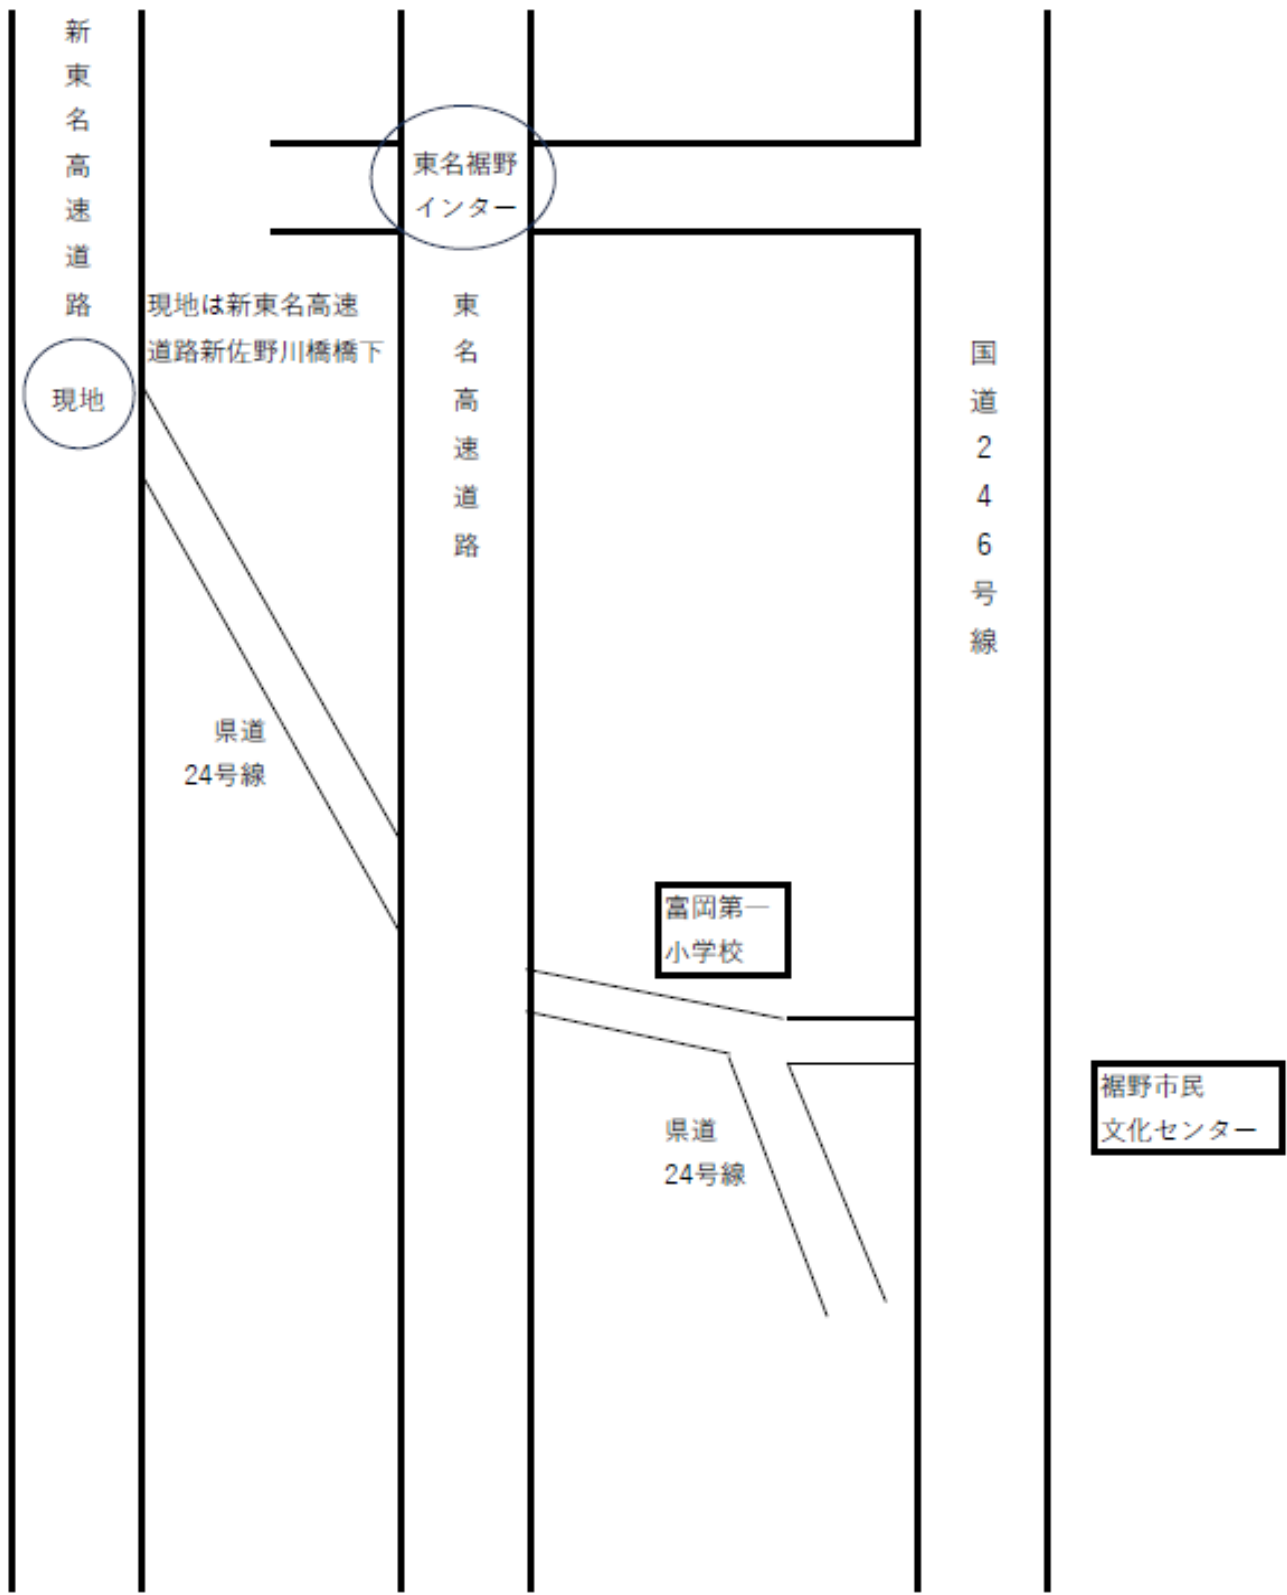 新東名高速道路
東名裾野
インター
現地は新東名高速
道路新佐野川橋橋下
現地
東名高速道路
国道246号線
県道
24号線
富岡第一
小学校
裾野市民
文化センター
県道
24号線